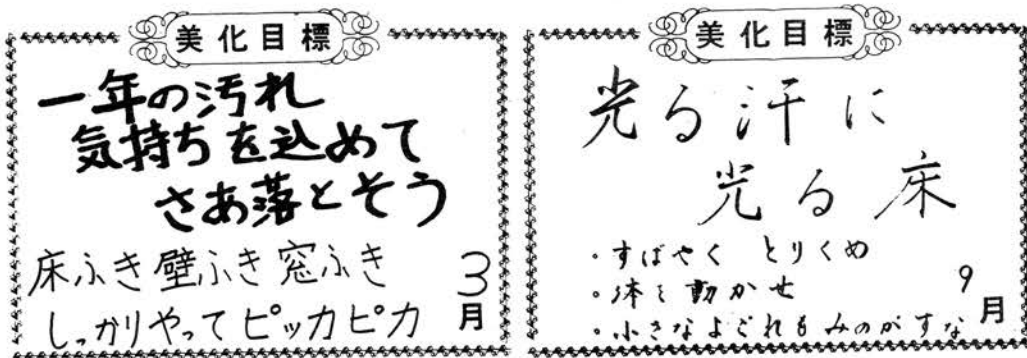 美化目標
一年の汚れ
気持ちを込めて
さあ落とそう
床ふき壁ふき窓ふき
しっかりやってピッカピカ
3月
美化目標
光る汗に
光る床
・すばやく とりくめ
・体を動かせ
・小さなよごれもみのがすな
9月